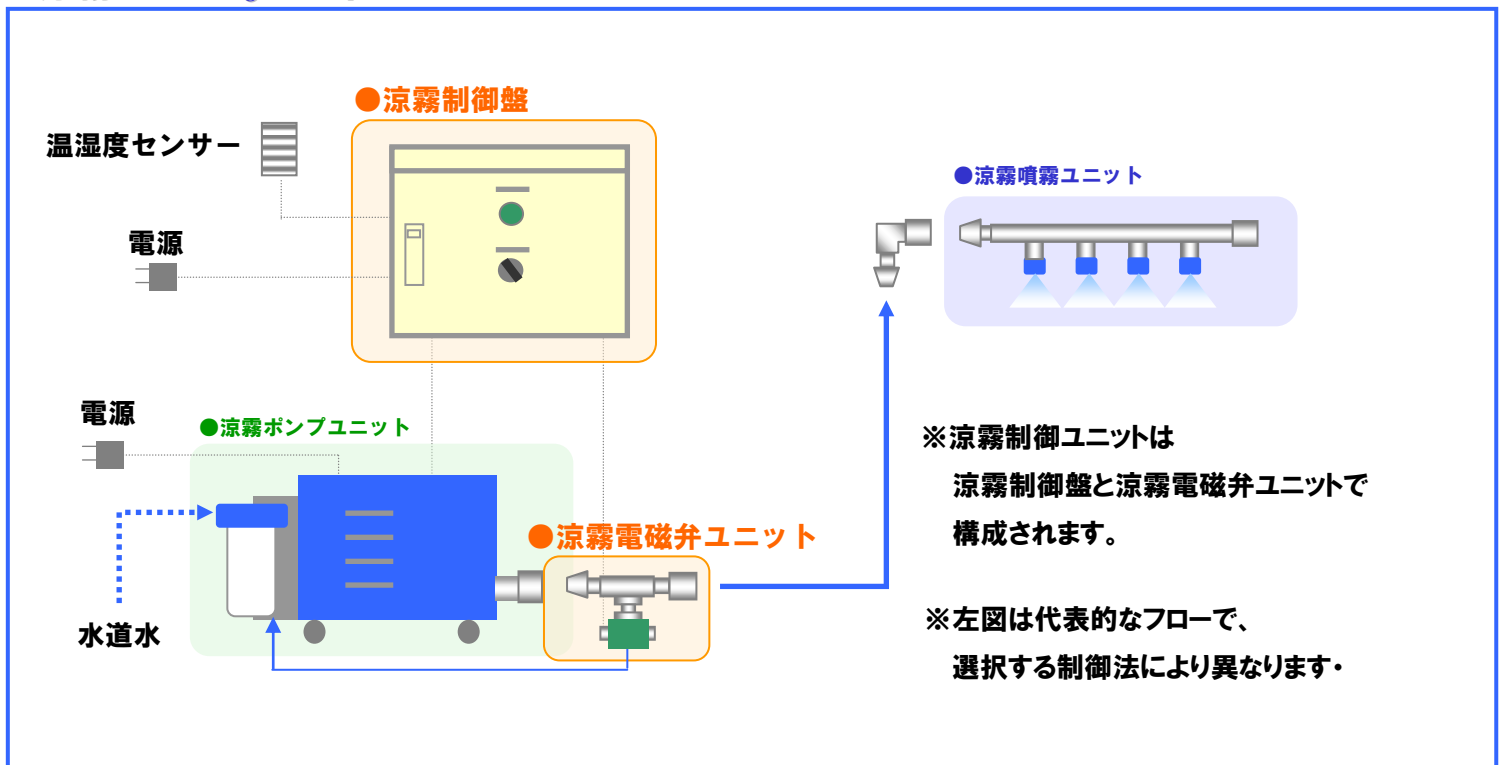 ●涼霧制御盤
温湿度センサー
●涼霧噴霧ユニット
電源
電源
●涼霧ポンプユニット
※涼霧制御ユニットは
涼霧制御盤と涼霧電磁弁ユニットで
構成されます。
●涼霧電磁弁ユニット
水道水
※左図は代表的なフローで、
選択する制御法により異なります・